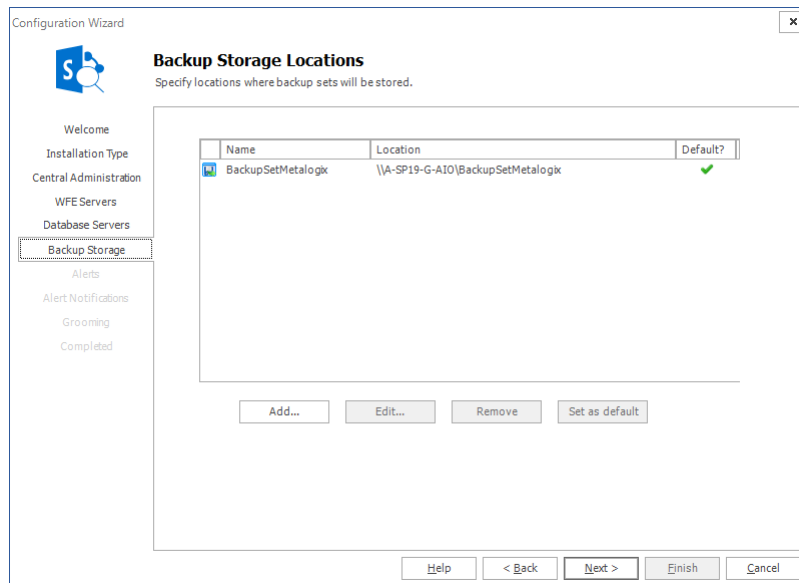 Configuration Wizard
Backup Storage Locations
Specify locations where backup sets will be stored.
Welcome
Installation Type
Central Administration
WFE Servers
Database Servers
Backup Storage
Alerts
Alert Notifications
Grooming
Completed
Name Location Default?
BackupSetMetalogix \\A-SP19-G-AIO\BackupSetMetalogix
Add... Edit... Remove Set as default
Help < Back Next > Finish Cancel